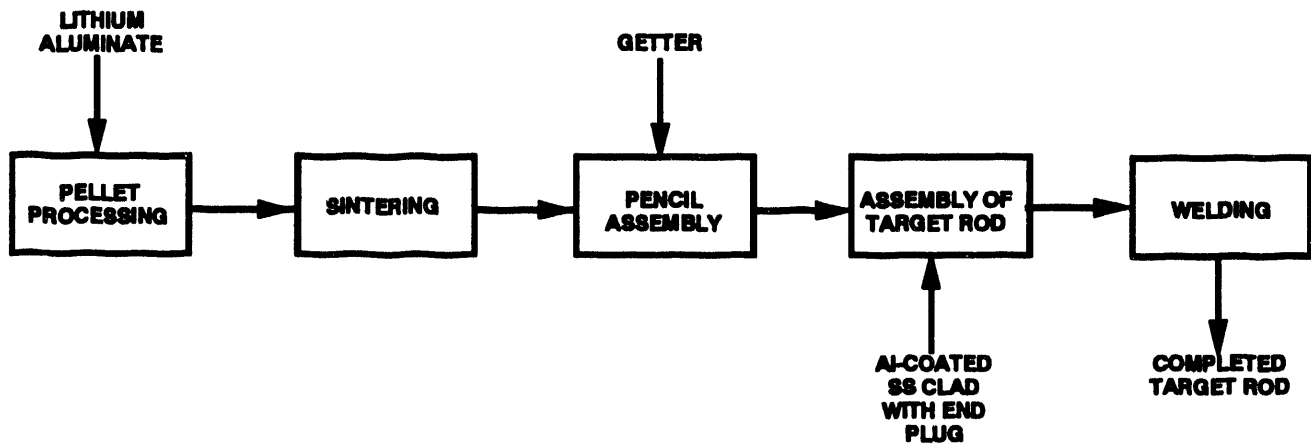 LITHIUM
ALUMINATE
GETTER
PELLET
PROCESSING
SINTERING
PENCIL
ASSEMBLY
ASSEMBLY OF
TARGET ROD
WELDING
Al-COATED
SS CLAD
WITH END
PLUG
COMPLETED
TARGET ROD